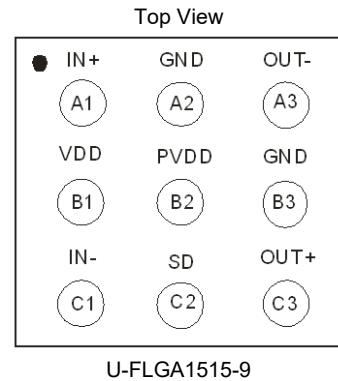 Top View
IN+ GND OUT-
A1 A2 A3
VDD PVDD GND
B1 B2 B3
IN- SD OUT+
C1 C2 C3
U-FLGA1515-9